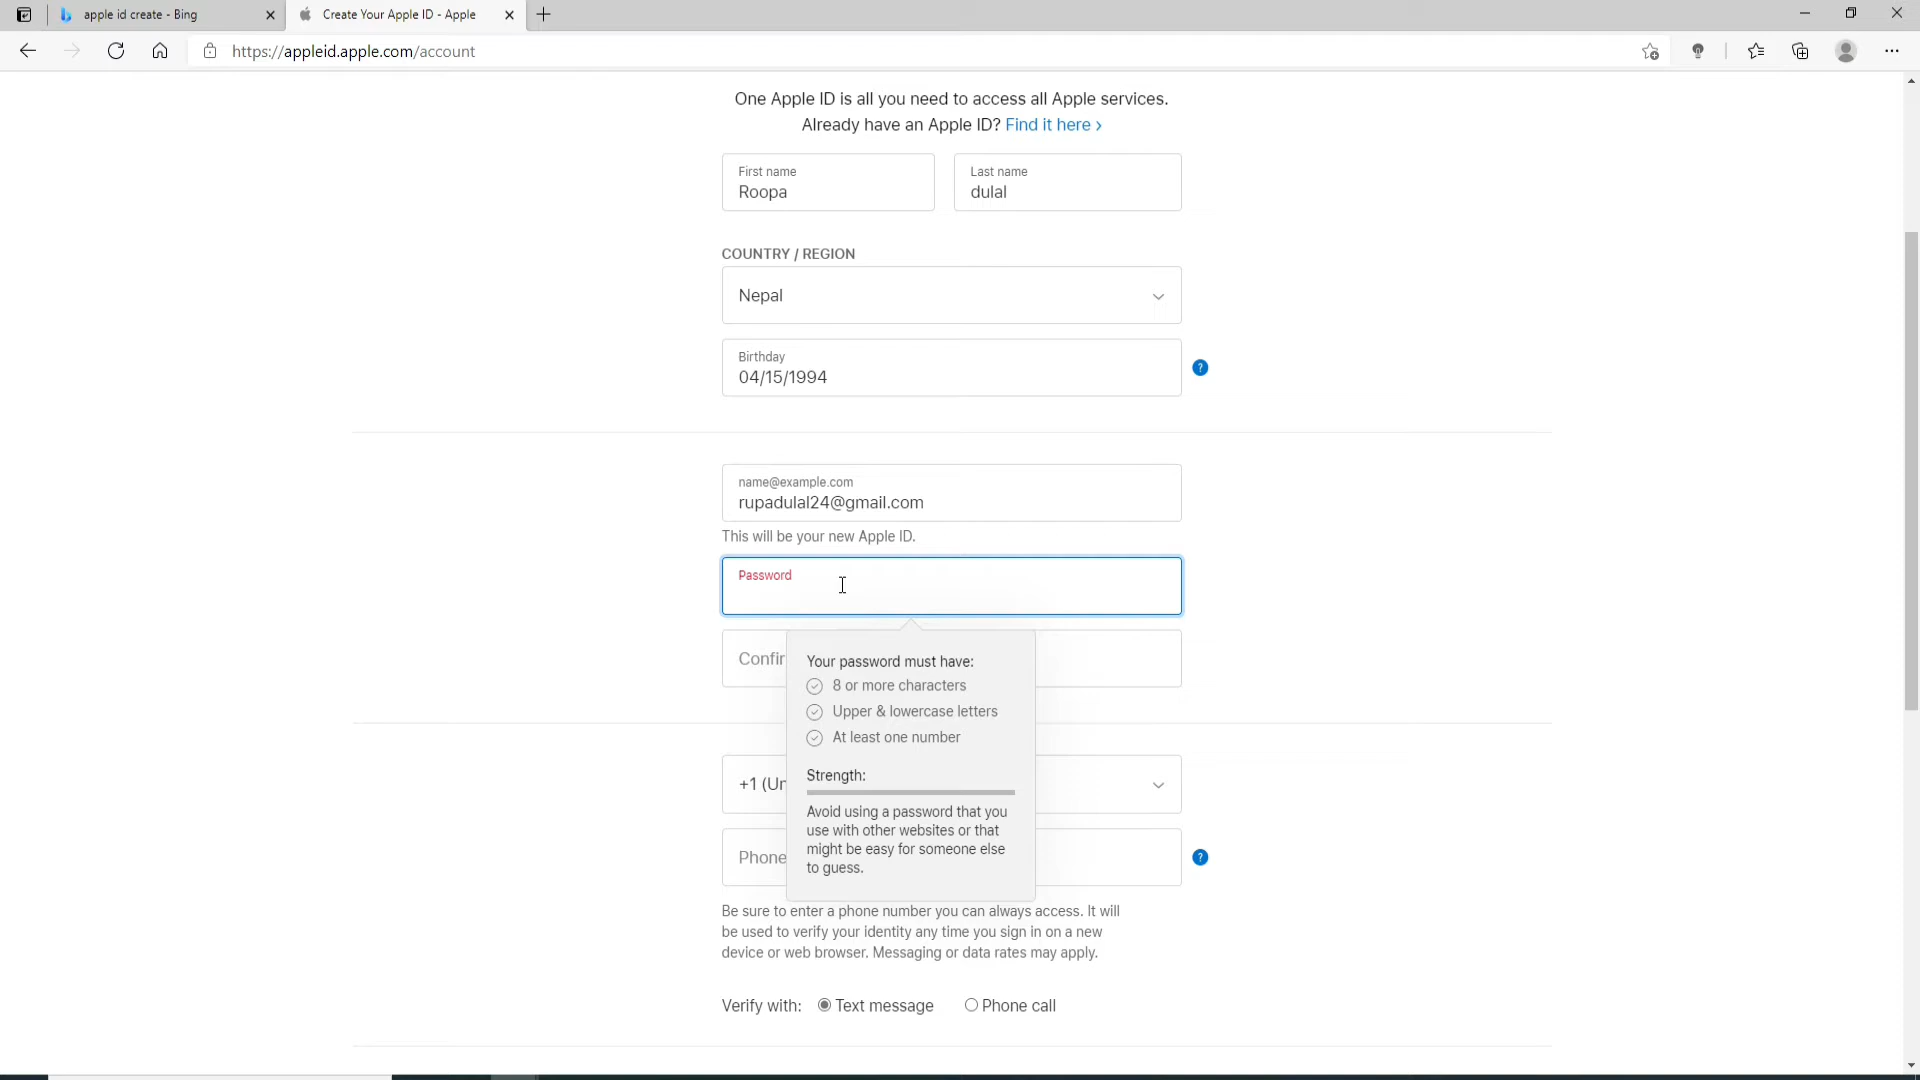 apple id create - Bing
Create Your Apple ID - Apple
https://appleid.apple.com/account
One Apple ID is all you need to access all Apple services.
Already have an Apple ID? Find it here ›
First name
Roopa
Last name
dulal
COUNTRY / REGION
Nepal
Birthday
04/15/1994
?
name@example.com
rupadulal24@gmail.com
This will be your new Apple ID.
Password
Confir
Your password must have:
8 or more characters
Upper & lowercase letters
At least one number
Strength:
Avoid using a password that you
use with other websites or that
might be easy for someone else
to guess.
+1 (Un
Phone
?
Be sure to enter a phone number you can always access. It will
be used to verify your identity any time you sign in on a new
device or web browser. Messaging or data rates may apply.
Verify with: Text message Phone call